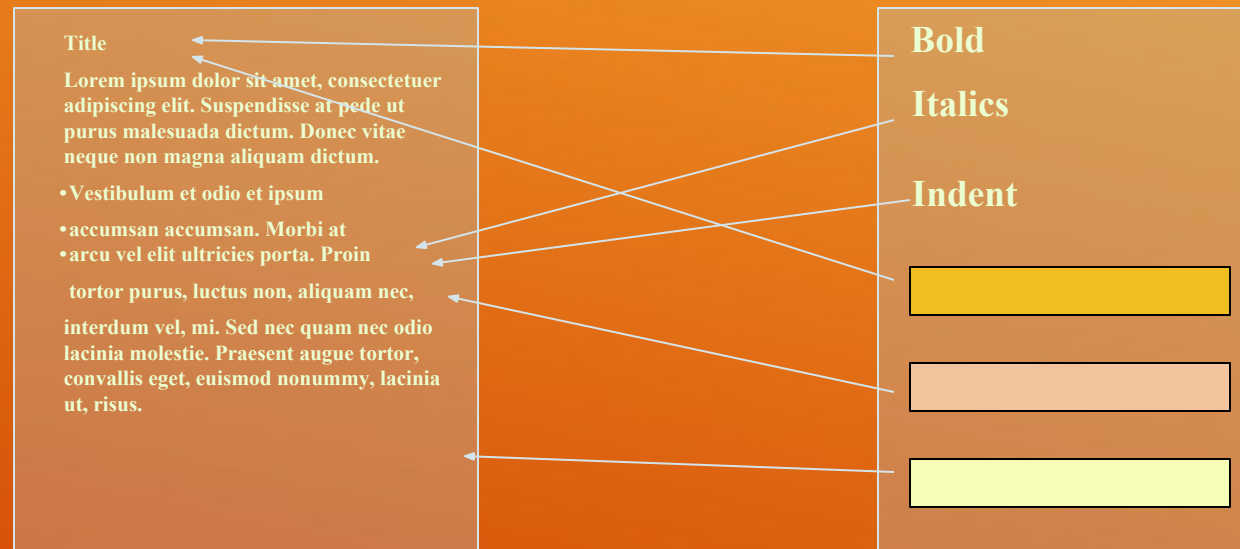 Title
Lorem ipsum dolor sit amet, consectetuer
adipiscing elit. Suspendisse at pede ut
purus malesuada dictum. Donec vitae
neque non magna aliquam dictum.
•Vestibulum et odio et ipsum
•accumsan accumsan. Morbi at
•arcu vel elit ultricies porta. Proin
tortor purus, luctus non, aliquam nec,
interdum vel, mi. Sed nec quam nec odio
lacinia molestie. Praesent augue tortor,
convallis eget, euismod nonummy, lacinia
ut, risus.
Bold
Italics
Indent